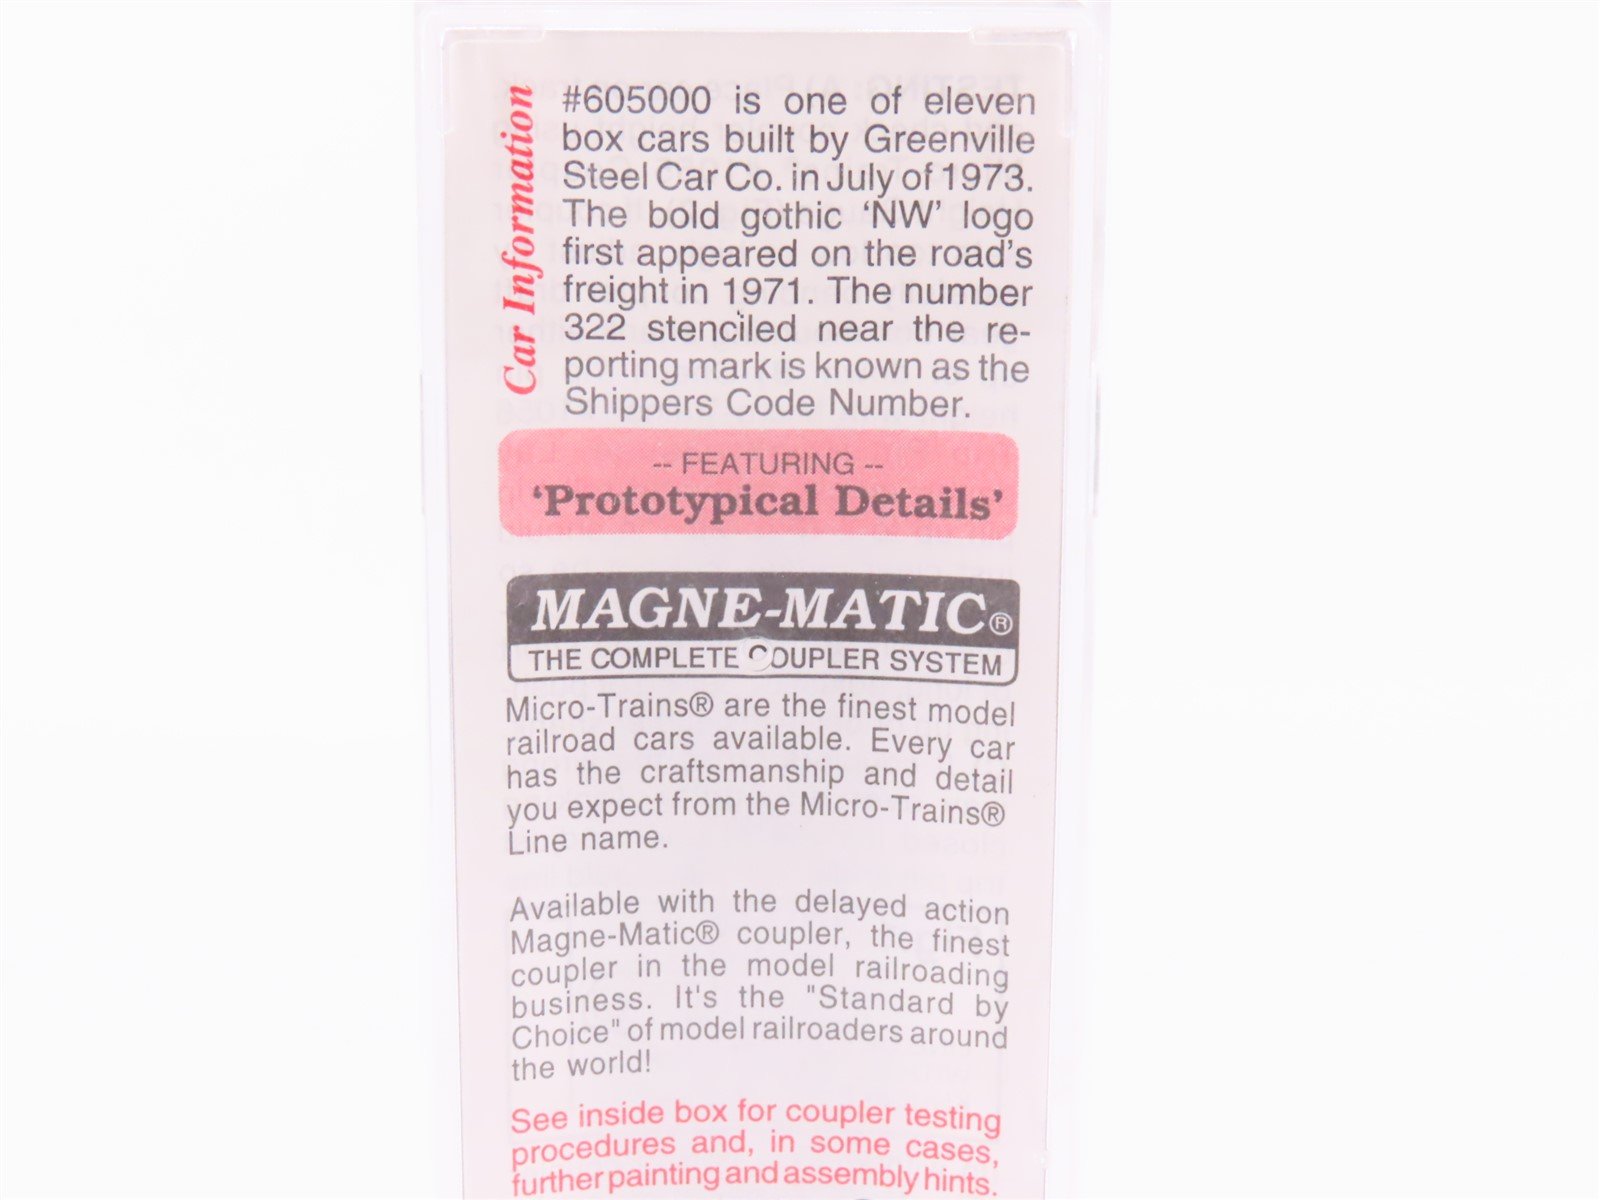 Car Information
#605000 is one of eleven
box cars built by Greenville
Steel Car Co. in July of 1973.
The bold gothic ‘NW’ logo
first appeared on the road’s
freight in 1971. The number
322 stenciled near the re-
porting mark is known as the
Shippers Code Number.
-- FEATURING --
‘Prototypical Details’
MAGNE-MATIC®
THE COMPLETE COUPLER SYSTEM
Micro-Trains® are the finest model
railroad cars available. Every car
has the craftsmanship and detail
you expect from the Micro-Trains®
Line name.
Available with the delayed action
Magne-Matic® coupler, the finest
coupler in the model railroading
business. It's the "Standard by
Choice" of model railroaders around
the world!
See inside box for coupler testing
procedures and, in some cases,
further painting and assembly hints.